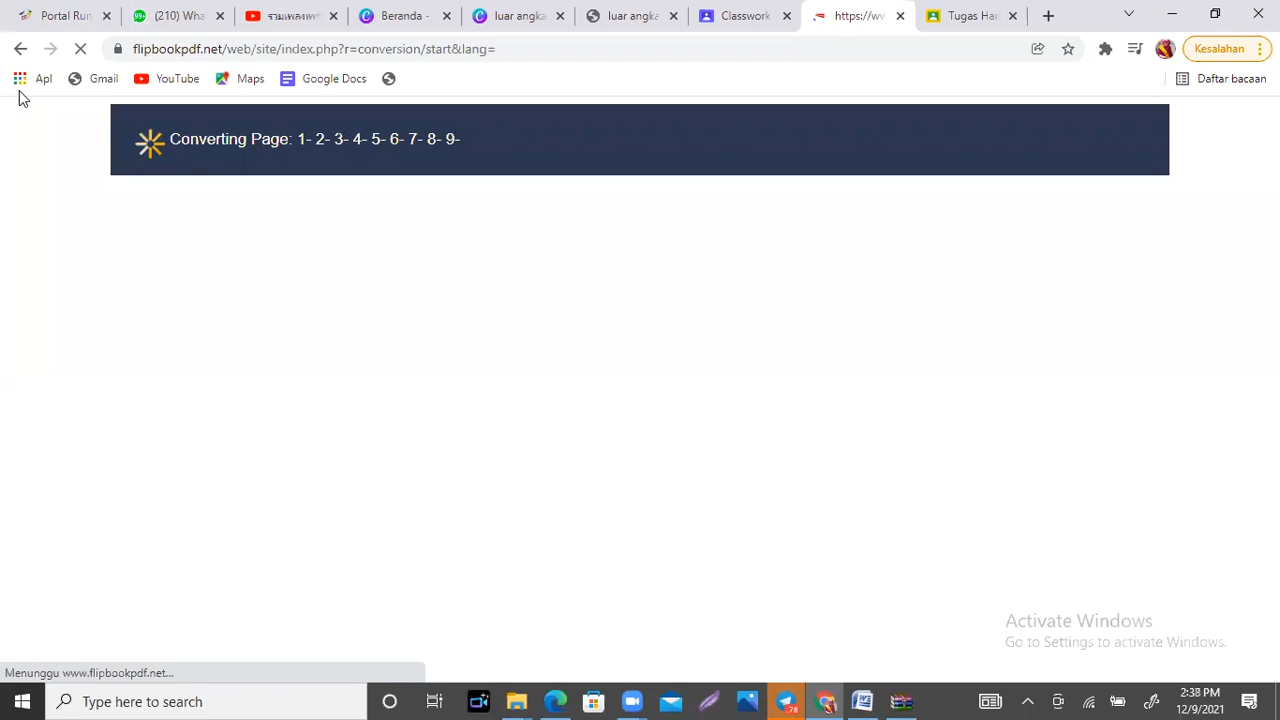 Portal Run
(210) Wha
Beranda -
luar angka
luar angka
Classwork
https://wv
Tugas Har
flipbookpdf.net/web/site/index.php?r=conversion/start&lang=
Kesalahan
Apl
Gmail
YouTube
Maps
Google Docs
Daftar bacaan
Converting Page: 1- 2- 3- 4- 5- 6- 7- 8- 9-
Activate Windows
Go to Settings to activate Windows.
Menunggu www.flipbookpdf.net...
Type here to search
2:38 PM
12/9/2021